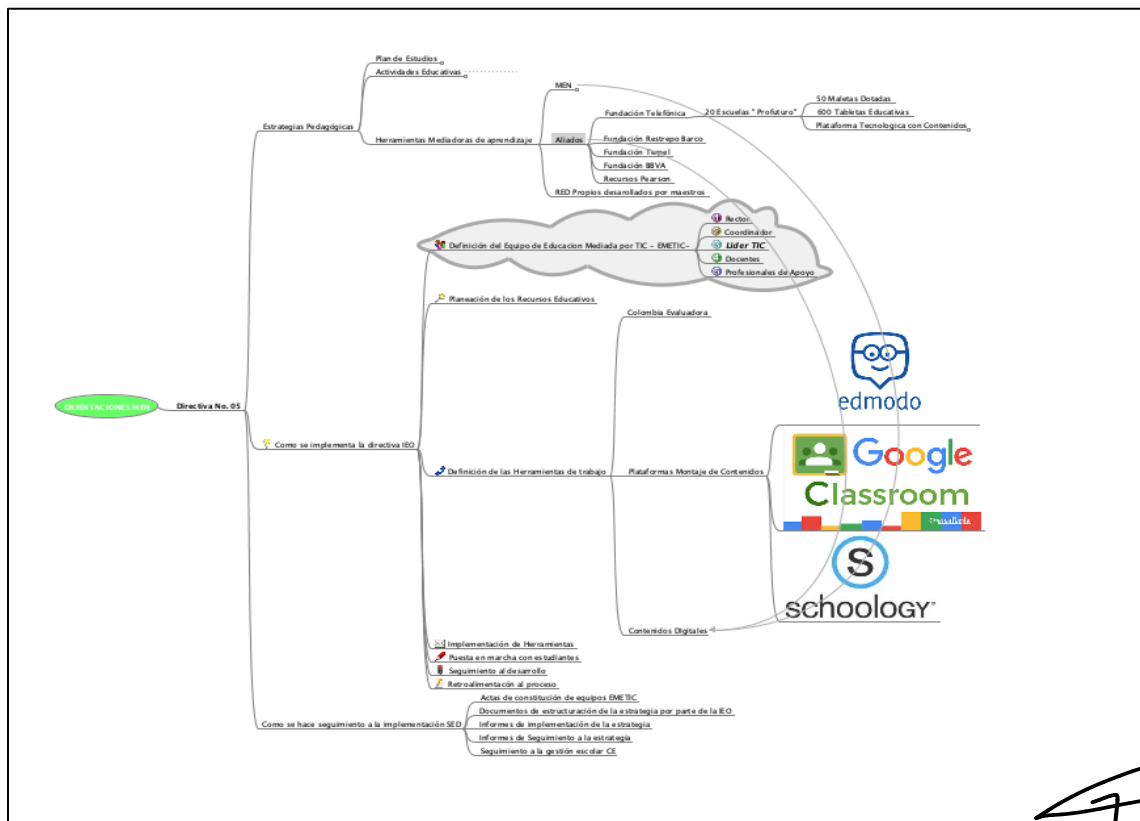 Plan de Estudios
Actividades Educativas
MEN
50 Maletas Dotadas
Fundación Telefónica
20 Escuelas " Profuturo"
600 Tabletas Educativas
Plataforma Tecnologica con Contenidos
Estrategias Pedagógicas
Herramientas Mediadoras de aprendizaje
Aliados
Fundación Restrepo Barco
Fundación Terpel
Fundación BBVA
Recursos Pearson
RED Propios desarollados por maestros
Rector
Coordinador
Definición del Equipo de Educacion Mediada por TIC - EMETIC-
Lider TIC
Docentes
Profesionales de Apoyo
Planeación de los Recursos Educativos
Colombia Evaluadora
edmodo
ORIENTACIONES MEN
Directiva No. 05
Como se implementa la directiva IEO
Definición de las Herramientas de trabajo
Plataformas Montaje de Contenidos
Google
Classroom
S
schoology
Contenidos Digitales
Implementación de Herramientas
Puesta en marcha con estudiantes
Seguimiento al desarrollo
Retroalimentacón al proceso
Como se hace seguimiento a la implementación SED
Actas de constitución de equipos EMETIC
Documentos de estructuración de la estrategia por parte de la IEO
Informes de implementación de la estrategia
Informes de Seguimiento a la estrategia
Seguimiento a la gestión escolar CE